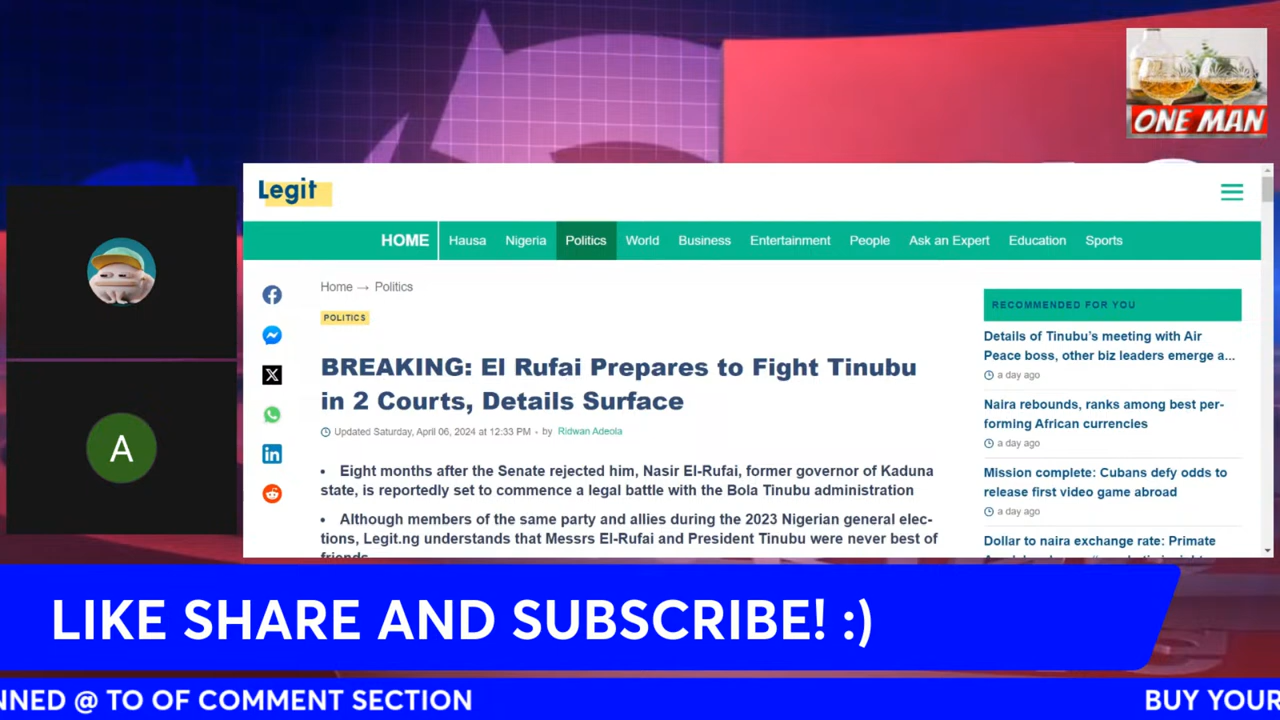 ONE MAN
Legit
HOME Hausa Nigeria Politics World Business Entertainment People Ask an Expert Education Sports
Home → Politics
POLITICS
BREAKING: El Rufai Prepares to Fight Tinubu
in 2 Courts, Details Surface
Updated Saturday, April 06, 2024 at 12:33 PM • by Ridwan Adeola
• Eight months after the Senate rejected him, Nasir El-Rufai, former governor of Kaduna
state, is reportedly set to commence a legal battle with the Bola Tinubu administration
• Although members of the same party and allies during the 2023 Nigerian general elec-
tions, Legit.ng understands that Messrs El-Rufai and President Tinubu were never best of
friends
RECOMMENDED FOR YOU
Details of Tinubu's meeting with Air
Peace boss, other biz leaders emerge a...
a day ago
Naira rebounds, ranks among best per-
forming African currencies
a day ago
Mission complete: Cubans defy odds to
release first video game abroad
a day ago
Dollar to naira exchange rate: Primate
A
LIKE SHARE AND SUBSCRIBE! :)
NNED @ TO OF COMMENT SECTION BUY YOUR